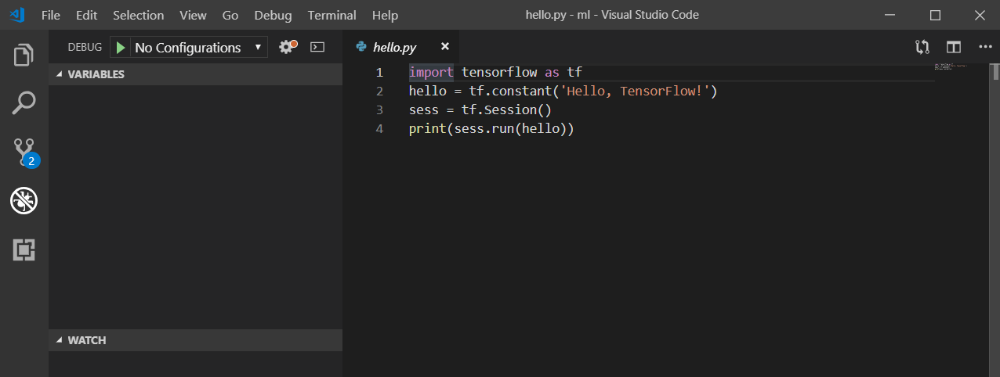 File Edit Selection View Go Debug Terminal Help hello.py - ml - Visual Studio Code
DEBUG No Configurations
hello.py
VARIABLES
1 import tensorflow as tf
2 hello = tf.constant('Hello, TensorFlow!')
3 sess = tf.Session()
4 print(sess.run(hello))
2
WATCH